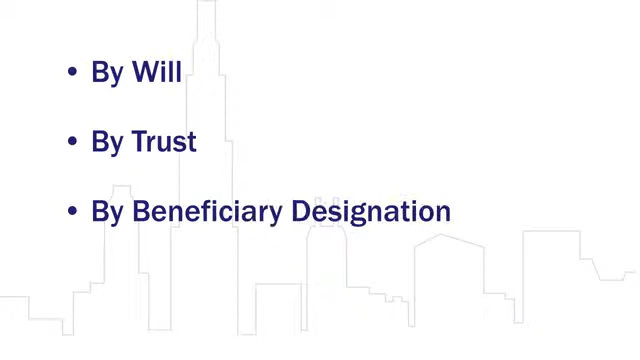 • By Will
• By Trust
• By Beneficiary Designation